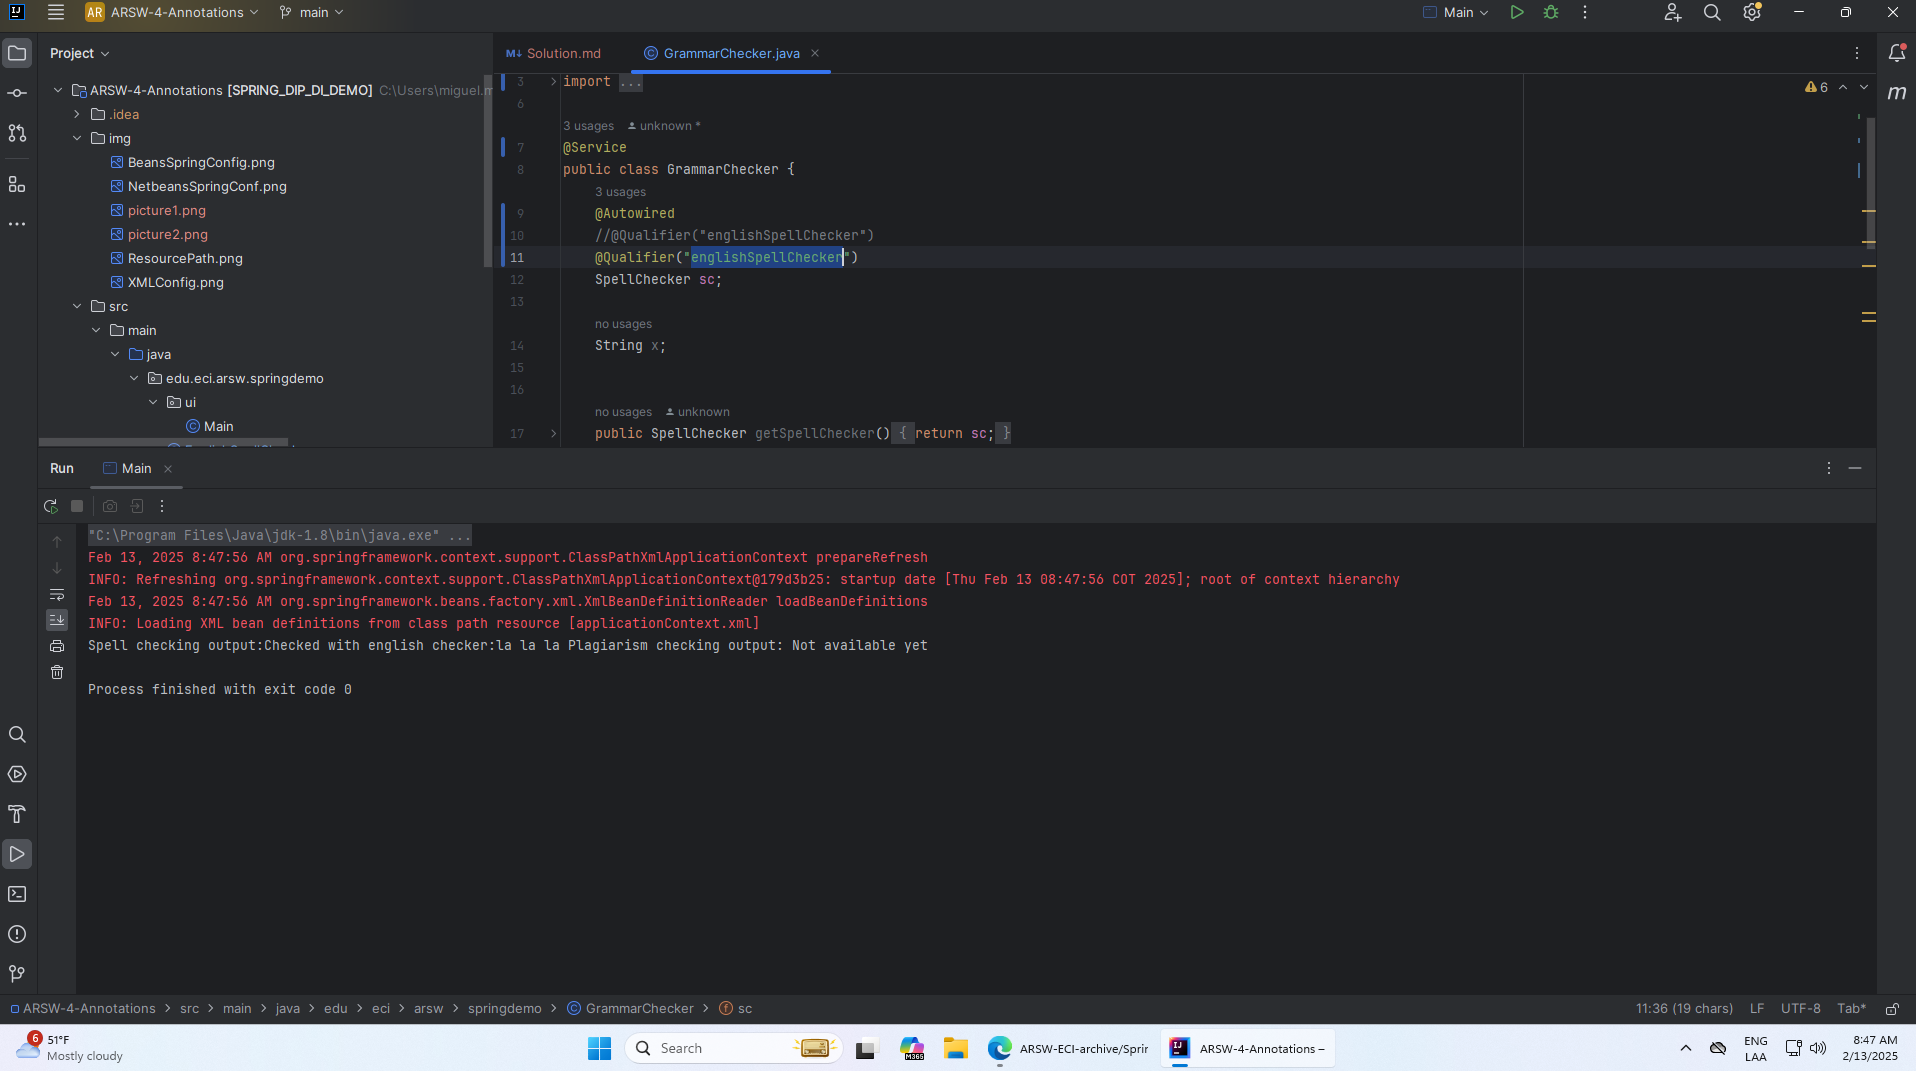 AR ARSW-4-Annotations main Main
Project
Solution.md GrammarChecker.java
ARSW-4-Annotations [SPRING_DIP_DI_DEMO] C:\Users\miguel.m
.idea
img
BeansSpringConfig.png
NetbeansSpringConf.png
picture1.png
picture2.png
ResourcePath.png
XMLConfig.png
src
main
java
edu.eci.arsw.springdemo
ui
Main
3 import ...
6
3 usages unknown *
7 @Service
8 public class GrammarChecker {
3 usages
9 @Autowired
10 //@Qualifier("englishSpellChecker")
11 @Qualifier("englishSpellChecker")
12 SpellChecker sc;
13
no usages
14 String x;
15
16
no usages unknown
17 public SpellChecker getSpellChecker() { return sc; }
6
m
Run Main
"C:\Program Files\Java\jdk-1.8\bin\java.exe" ...
Feb 13, 2025 8:47:56 AM org.springframework.context.support.ClassPathXmlApplicationContext prepareRefresh
INFO: Refreshing org.springframework.context.support.ClassPathXmlApplicationContext@179d3b25: startup date [Thu Feb 13 08:47:56 COT 2025]; root of context hierarchy
Feb 13, 2025 8:47:56 AM org.springframework.beans.factory.xml.XmlBeanDefinitionReader loadBeanDefinitions
INFO: Loading XML bean definitions from class path resource [applicationContext.xml]
Spell checking output:Checked with english checker:la la la Plagiarism checking output: Not available yet
Process finished with exit code 0
ARSW-4-Annotations > src > main > java > edu > eci > arsw > springdemo > GrammarChecker > sc
11:36 (19 chars) LF UTF-8 Tab*
6 51°F
Mostly cloudy
Search
M365
ARSW-ECI-archive/Sprir
ARSW-4-Annotations –
ENG
LAA
8:47 AM
2/13/2025